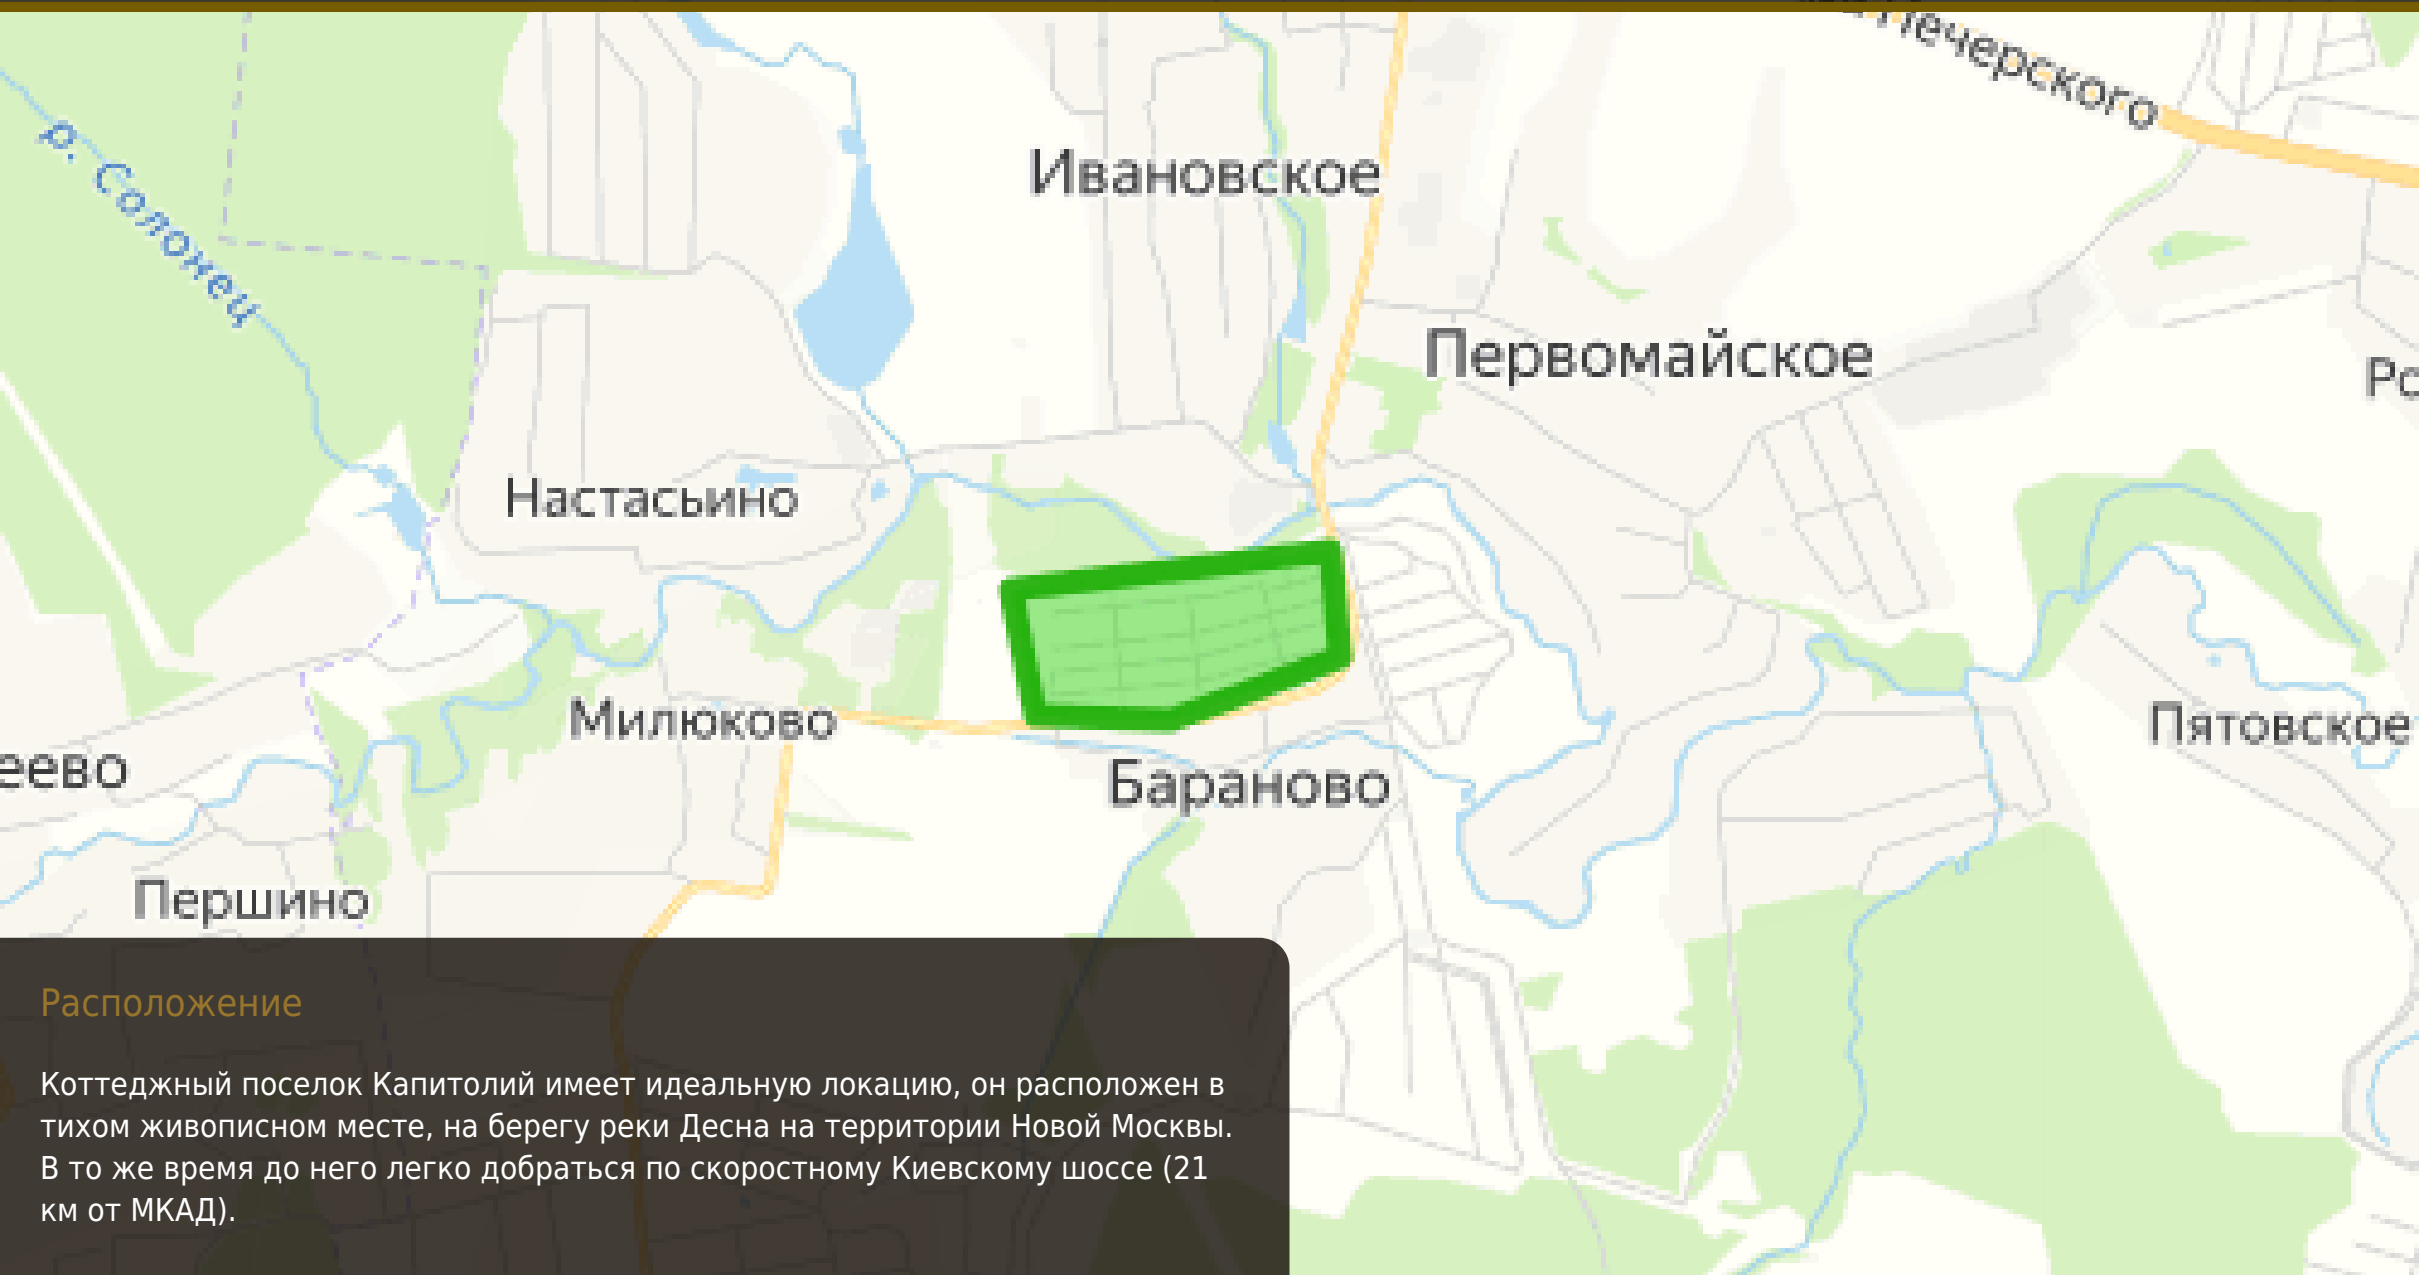 Печерского
р. Солонец
Ивановское
Первомайское
Настасьино
Милюково
Пятовское
Бараново
Першино
Расположение
Коттеджный поселок Капитолий имеет идеальную локацию, он расположен в
тихом живописном месте, на берегу реки Десна на территории Новой Москвы.
В то же время до него легко добраться по скоростному Киевскому шоссе (21
км от МКАД).